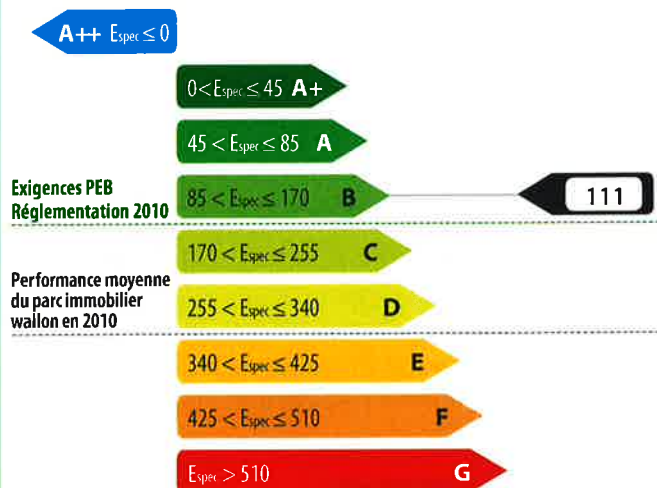 A++ Espec ≤ 0
0 < Espec ≤ 45 A+
45 < Espec ≤ 85 A
Exigences PEB
Réglementation 2010
85 < Espec ≤ 170 B
111
170 < Espec ≤ 255 C
Performance moyenne
du parc immobilier
wallon en 2010
255 < Espec ≤ 340 D
340 < Espec ≤ 425 E
425 < Espec ≤ 510 F
Espec > 510 G